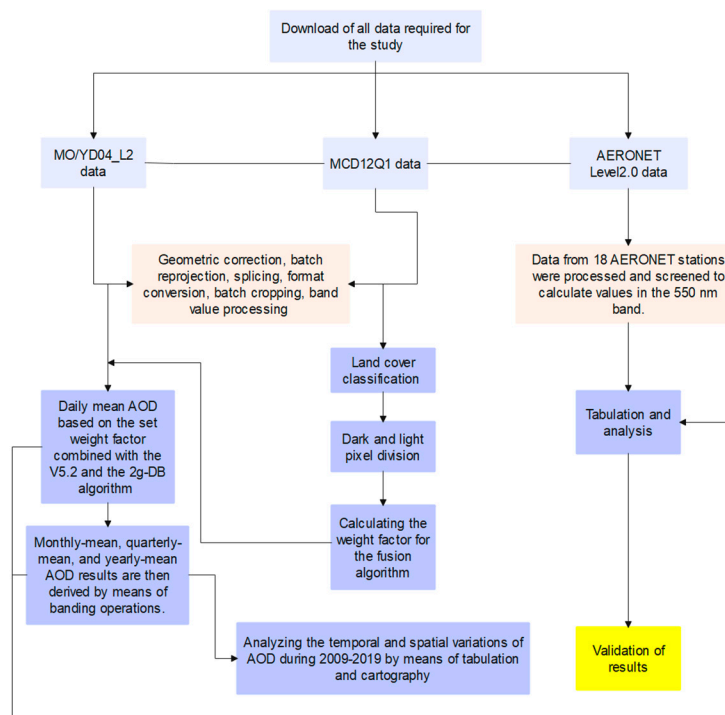 Download of all data required for
the study
MO/YD04_L2
data
MCD12Q1 data
AERONET
Level2.0 data
Geometric correction, batch
reprojection, splicing, format
conversion, batch cropping, band
value processing
Data from 18 AERONET stations
were processed and screened to
calculate values in the 550 nm
band.
Land cover
classification
Daily mean AOD
based on the set
weight factor
combined with the
V5.2 and the 2g-DB
algorithm
Dark and light
pixel division
Tabulation and
analysis
Calculating the
weight factor for
the fusion
algorithm
Monthly-mean, quarterly-
mean, and yearly-mean
AOD results are then
derived by means of
banding operations.
Analyzing the temporal and spatial variations of
AOD during 2009-2019 by means of tabulation
and cartography
Validation of
results